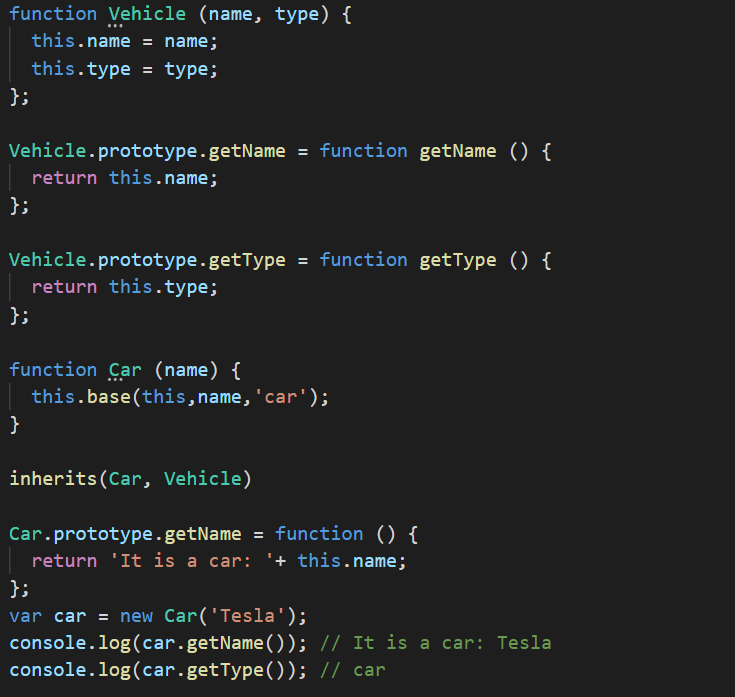 function Vehicle (name, type) {
  this.name = name;
  this.type = type;
};

Vehicle.prototype.getName = function getName () {
  return this.name;
};

Vehicle.prototype.getType = function getType () {
  return this.type;
};

function Car (name) {
  this.base(this,name,'car');
}

inherits(Car, Vehicle)

Car.prototype.getName = function () {
  return 'It is a car: '+ this.name;
};
var car = new Car('Tesla');
console.log(car.getName()); // It is a car: Tesla
console.log(car.getType()); // car